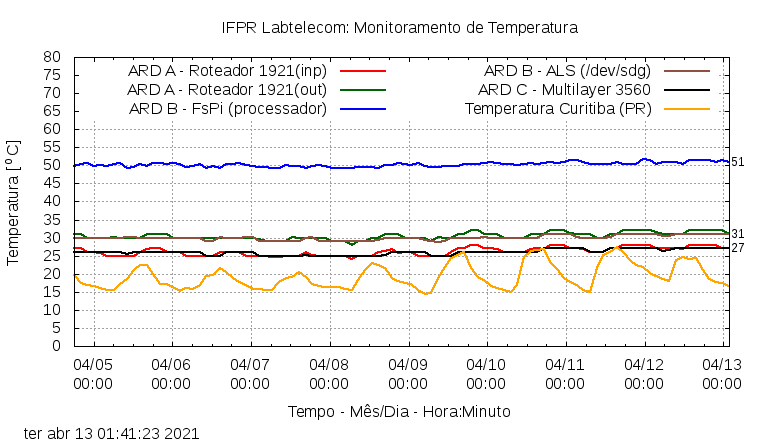 IFPR Labtelecom: Monitoramento de Temperatura
Temperatura [ °C]
80
75
70
65
60
55
50
45
40
35
30
25
20
15
10
5
0
ARD A - Roteador 1921(inp)
ARD A - Roteador 1921(out)
ARD B - FsPi (processador)
ARD B - ALS (/dev/sdg)
ARD C - Multilayer 3560
Temperatura Curitiba (PR)
51
31
27
04/05 04/06 04/07 04/08 04/09 04/10 04/11 04/12 04/13
00:00 00:00 00:00 00:00 00:00 00:00 00:00 00:00 00:00
Tempo - Mês/Dia - Hora:Minuto
ter abr 13 01:41:23 2021